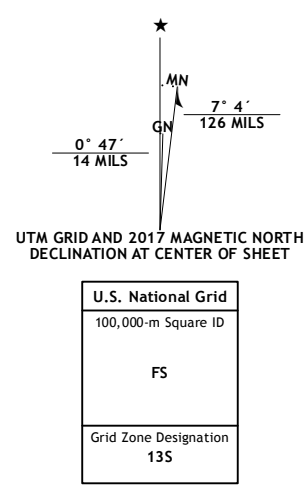 MN
7° 4´
GN
126 MILS
0° 47´
14 MILS
UTM GRID AND 2017 MAGNETIC NORTH
DECLINATION AT CENTER OF SHEET
U.S. National Grid
100,000-m Square ID
FS
Grid Zone Designation
13S